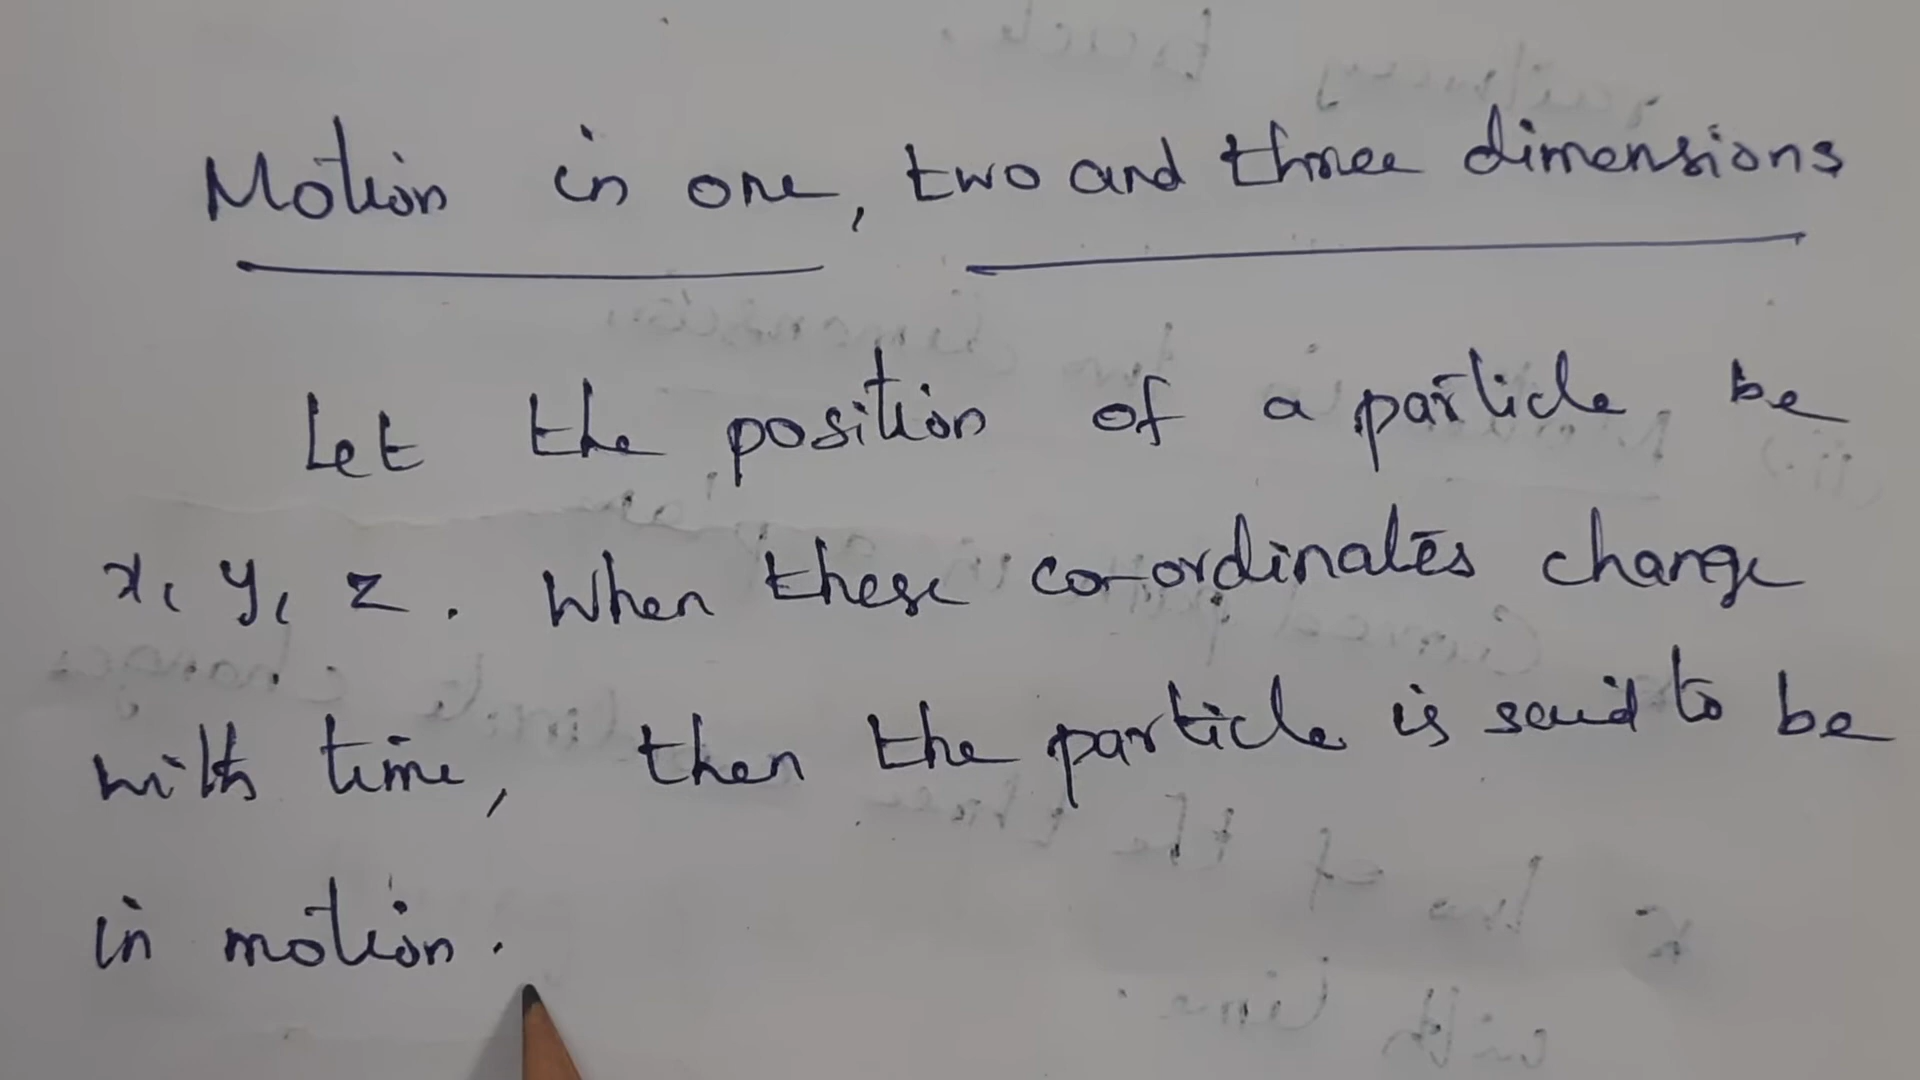 Motion in one, two and three dimensions
Let the position of a particle be
x, y, z. When these co-ordinates change
with time, then the particle is said to be
in motion.